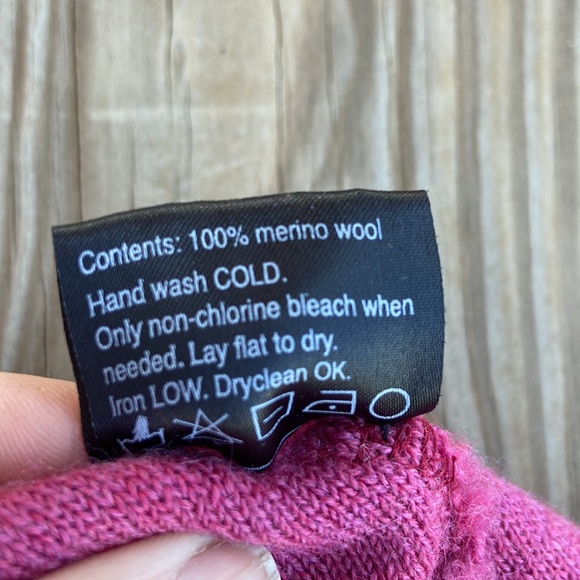 Contents: 100% merino wool
Hand wash COLD.
Only non-chlorine bleach when
needed. Lay flat to dry.
Iron LOW. Dryclean OK.